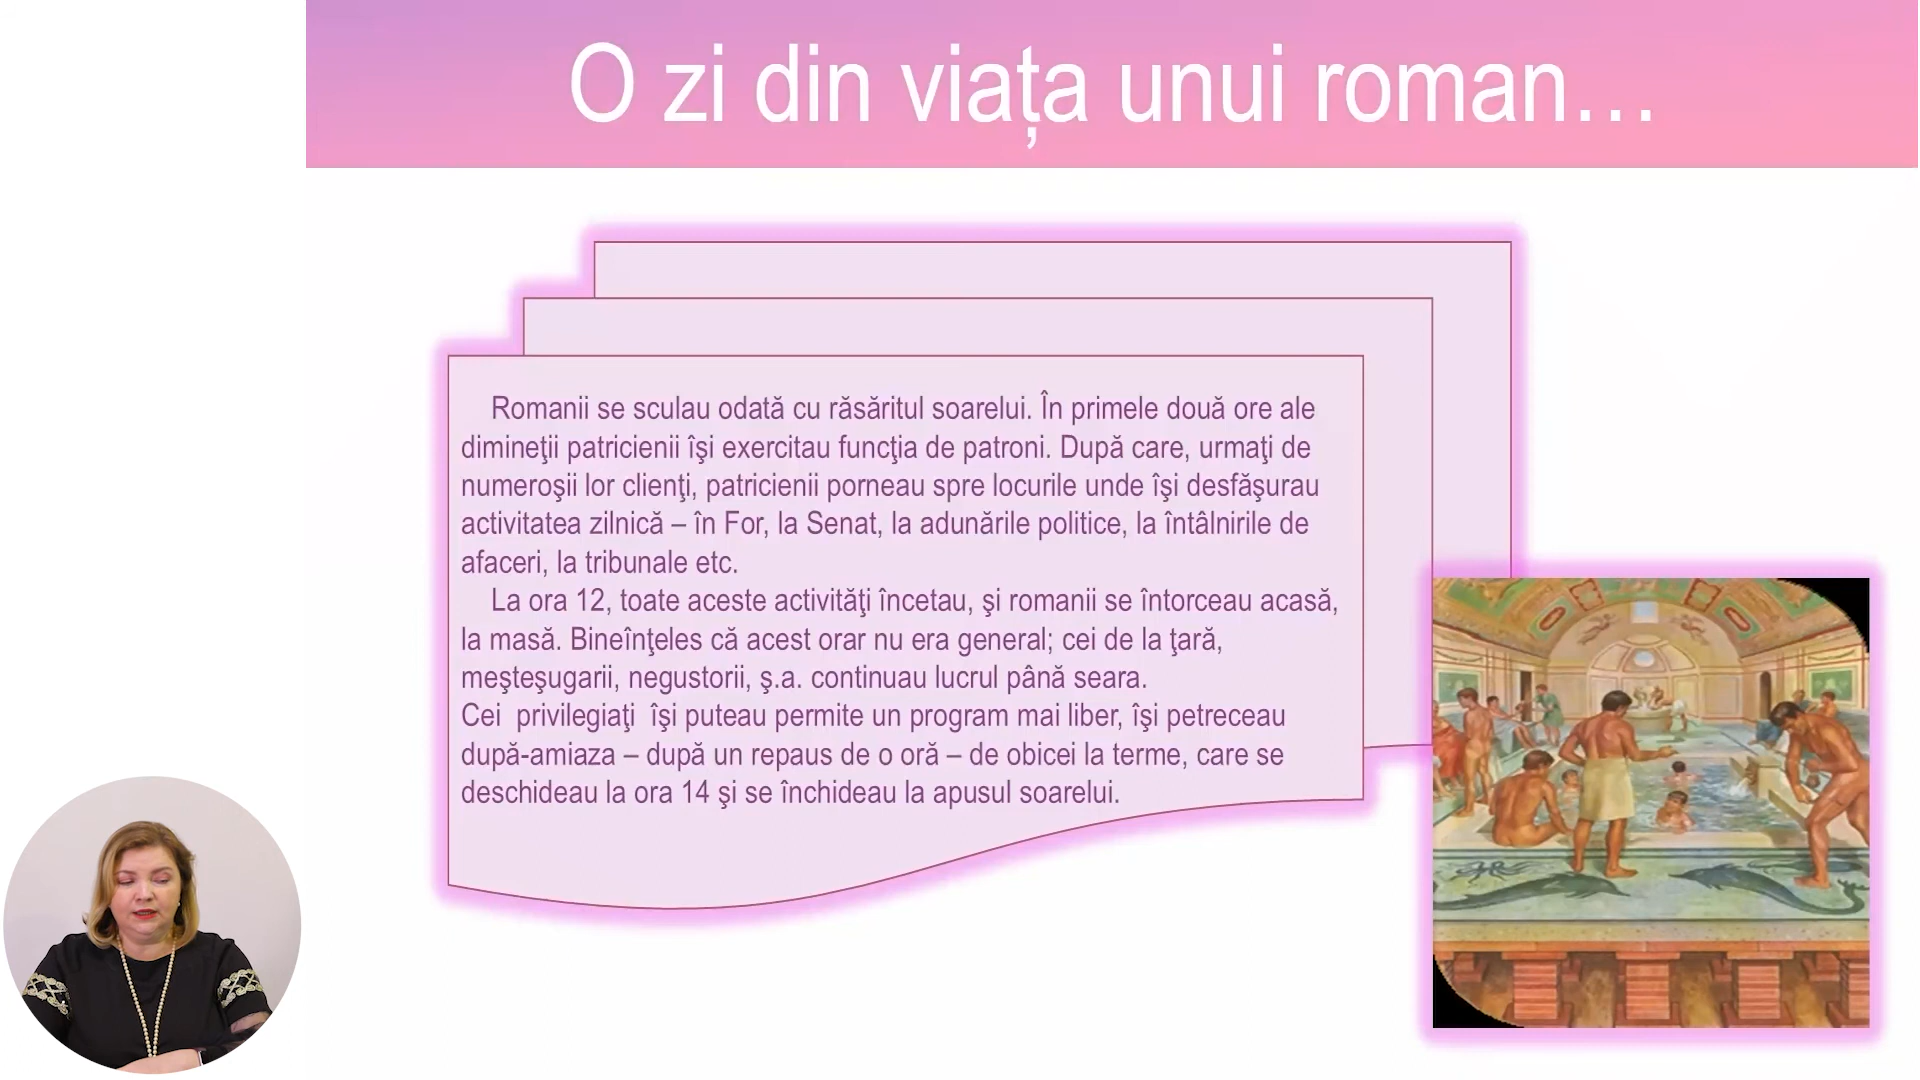 O zi din viața unui roman…
Romanii se sculau odată cu răsăritul soarelui. În primele două ore ale
dimineţii patricienii îşi exercitau funcţia de patroni. După care, urmaţi de
numeroşii lor clienţi, patricienii porneau spre locurile unde îşi desfăşurau
activitatea zilnică – în For, la Senat, la adunările politice, la întâlnirile de
afaceri, la tribunale etc.
La ora 12, toate aceste activităţi încetau, şi romanii se întorceau acasă,
la masă. Bineînţeles că acest orar nu era general; cei de la ţară,
meşteşugarii, negustorii, ş.a. continuau lucrul până seara.
Cei privilegiaţi îşi puteau permite un program mai liber, îşi petreceau
după-amiaza – după un repaus de o oră – de obicei la terme, care se
deschideau la ora 14 şi se închideau la apusul soarelui.